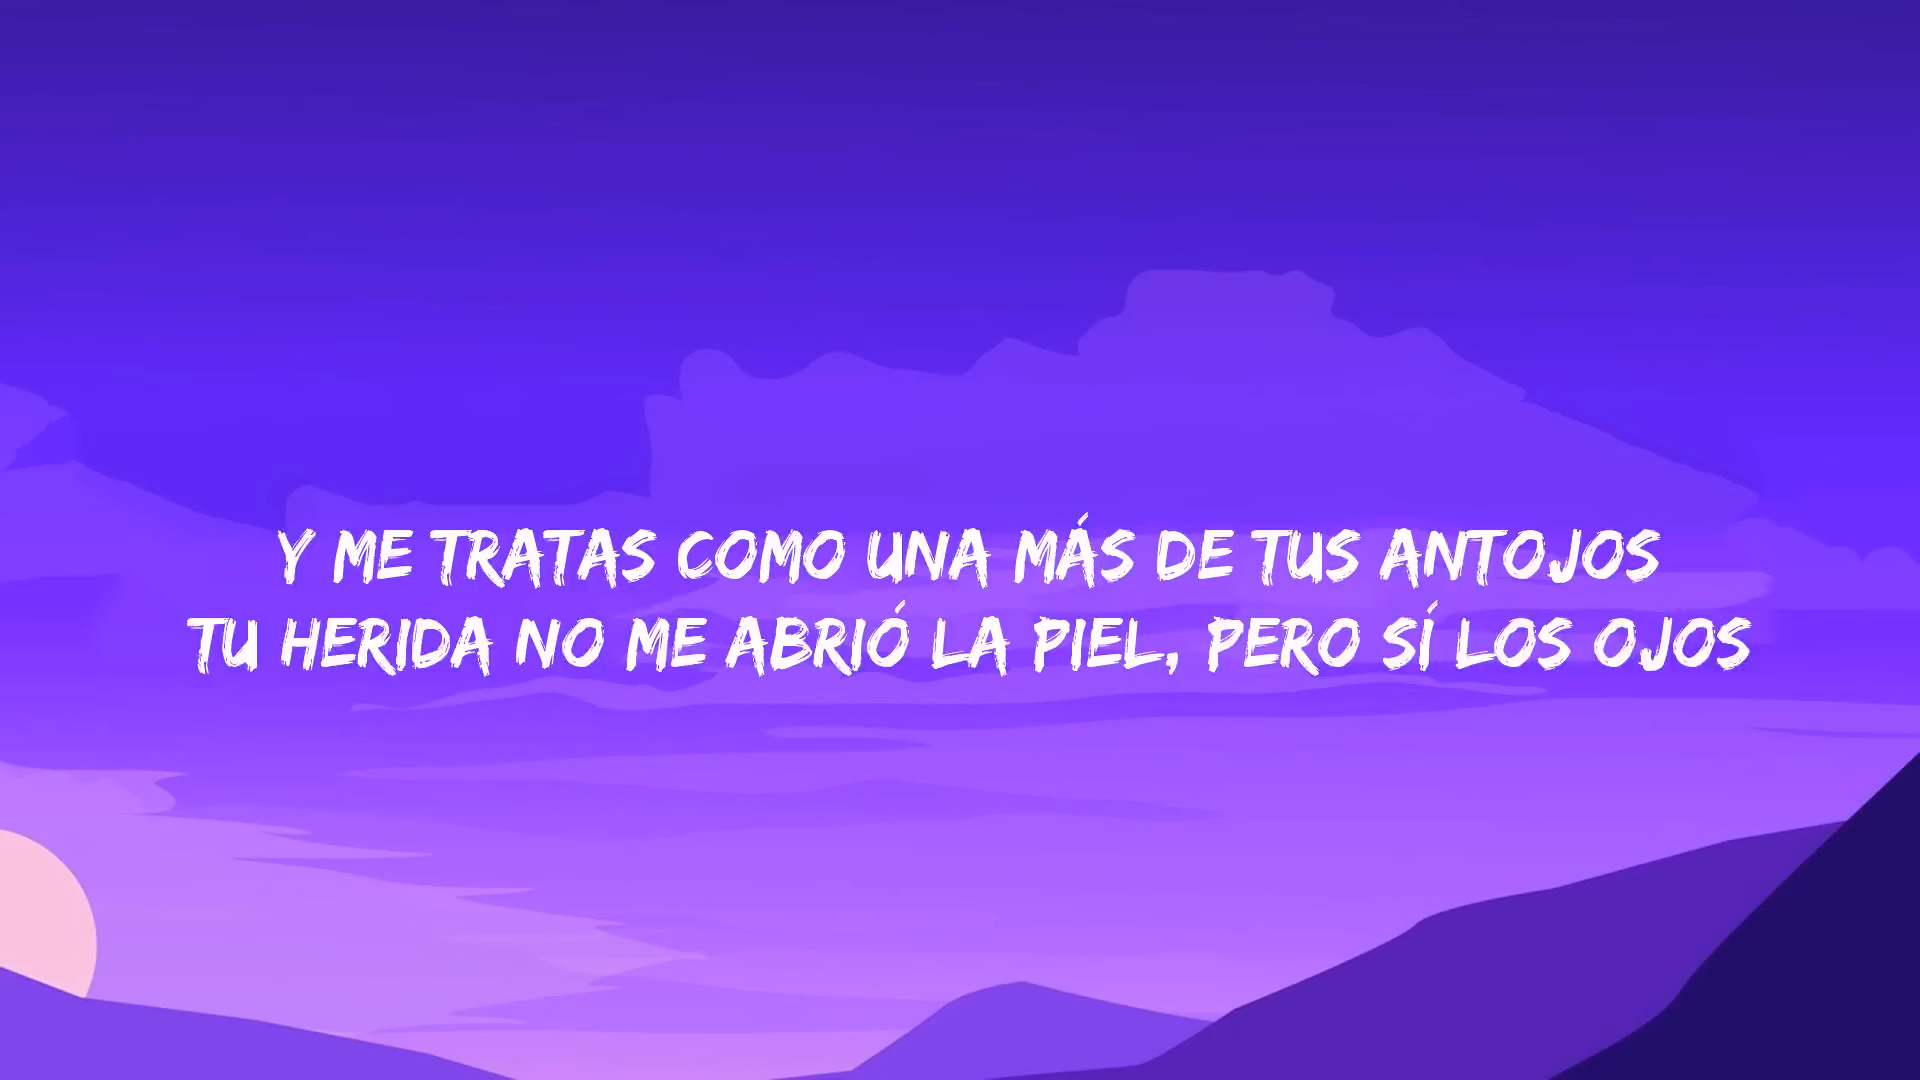 Y ME TRATAS COMO UNA MÁS DE TUS ANTOJOS
TU HERIDA NO ME ABRIÓ LA PIEL, PERO SÍ LOS OJOS